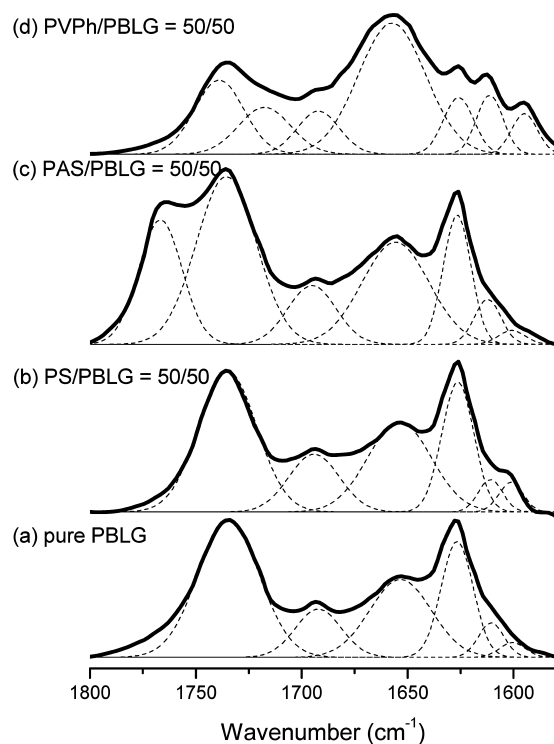 (d) PVPh/PBLG = 50/50
(c) PAS/PBLG = 50/50
(b) PS/PBLG = 50/50
(a) pure PBLG
1800 1750 1700 1650 1600
Wavenumber (cm⁻¹)